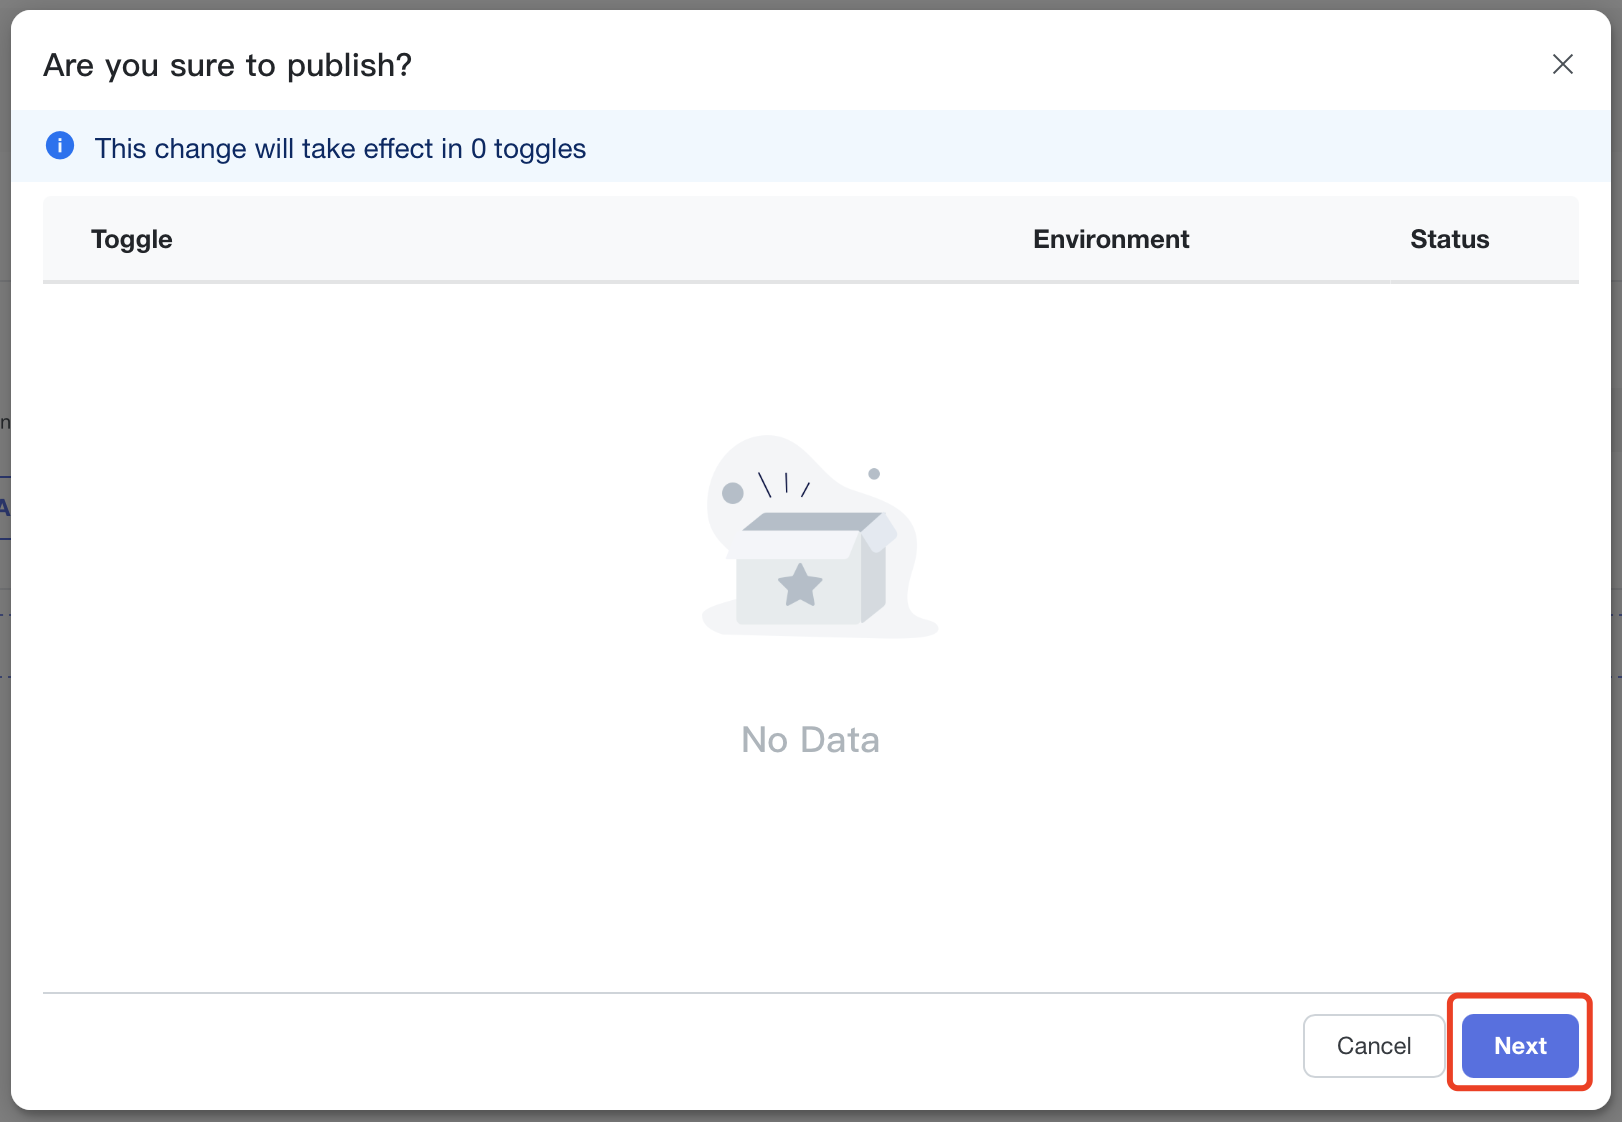 Are you sure to publish?
This change will take effect in 0 toggles
Toggle Environment Status
No Data
Cancel Next